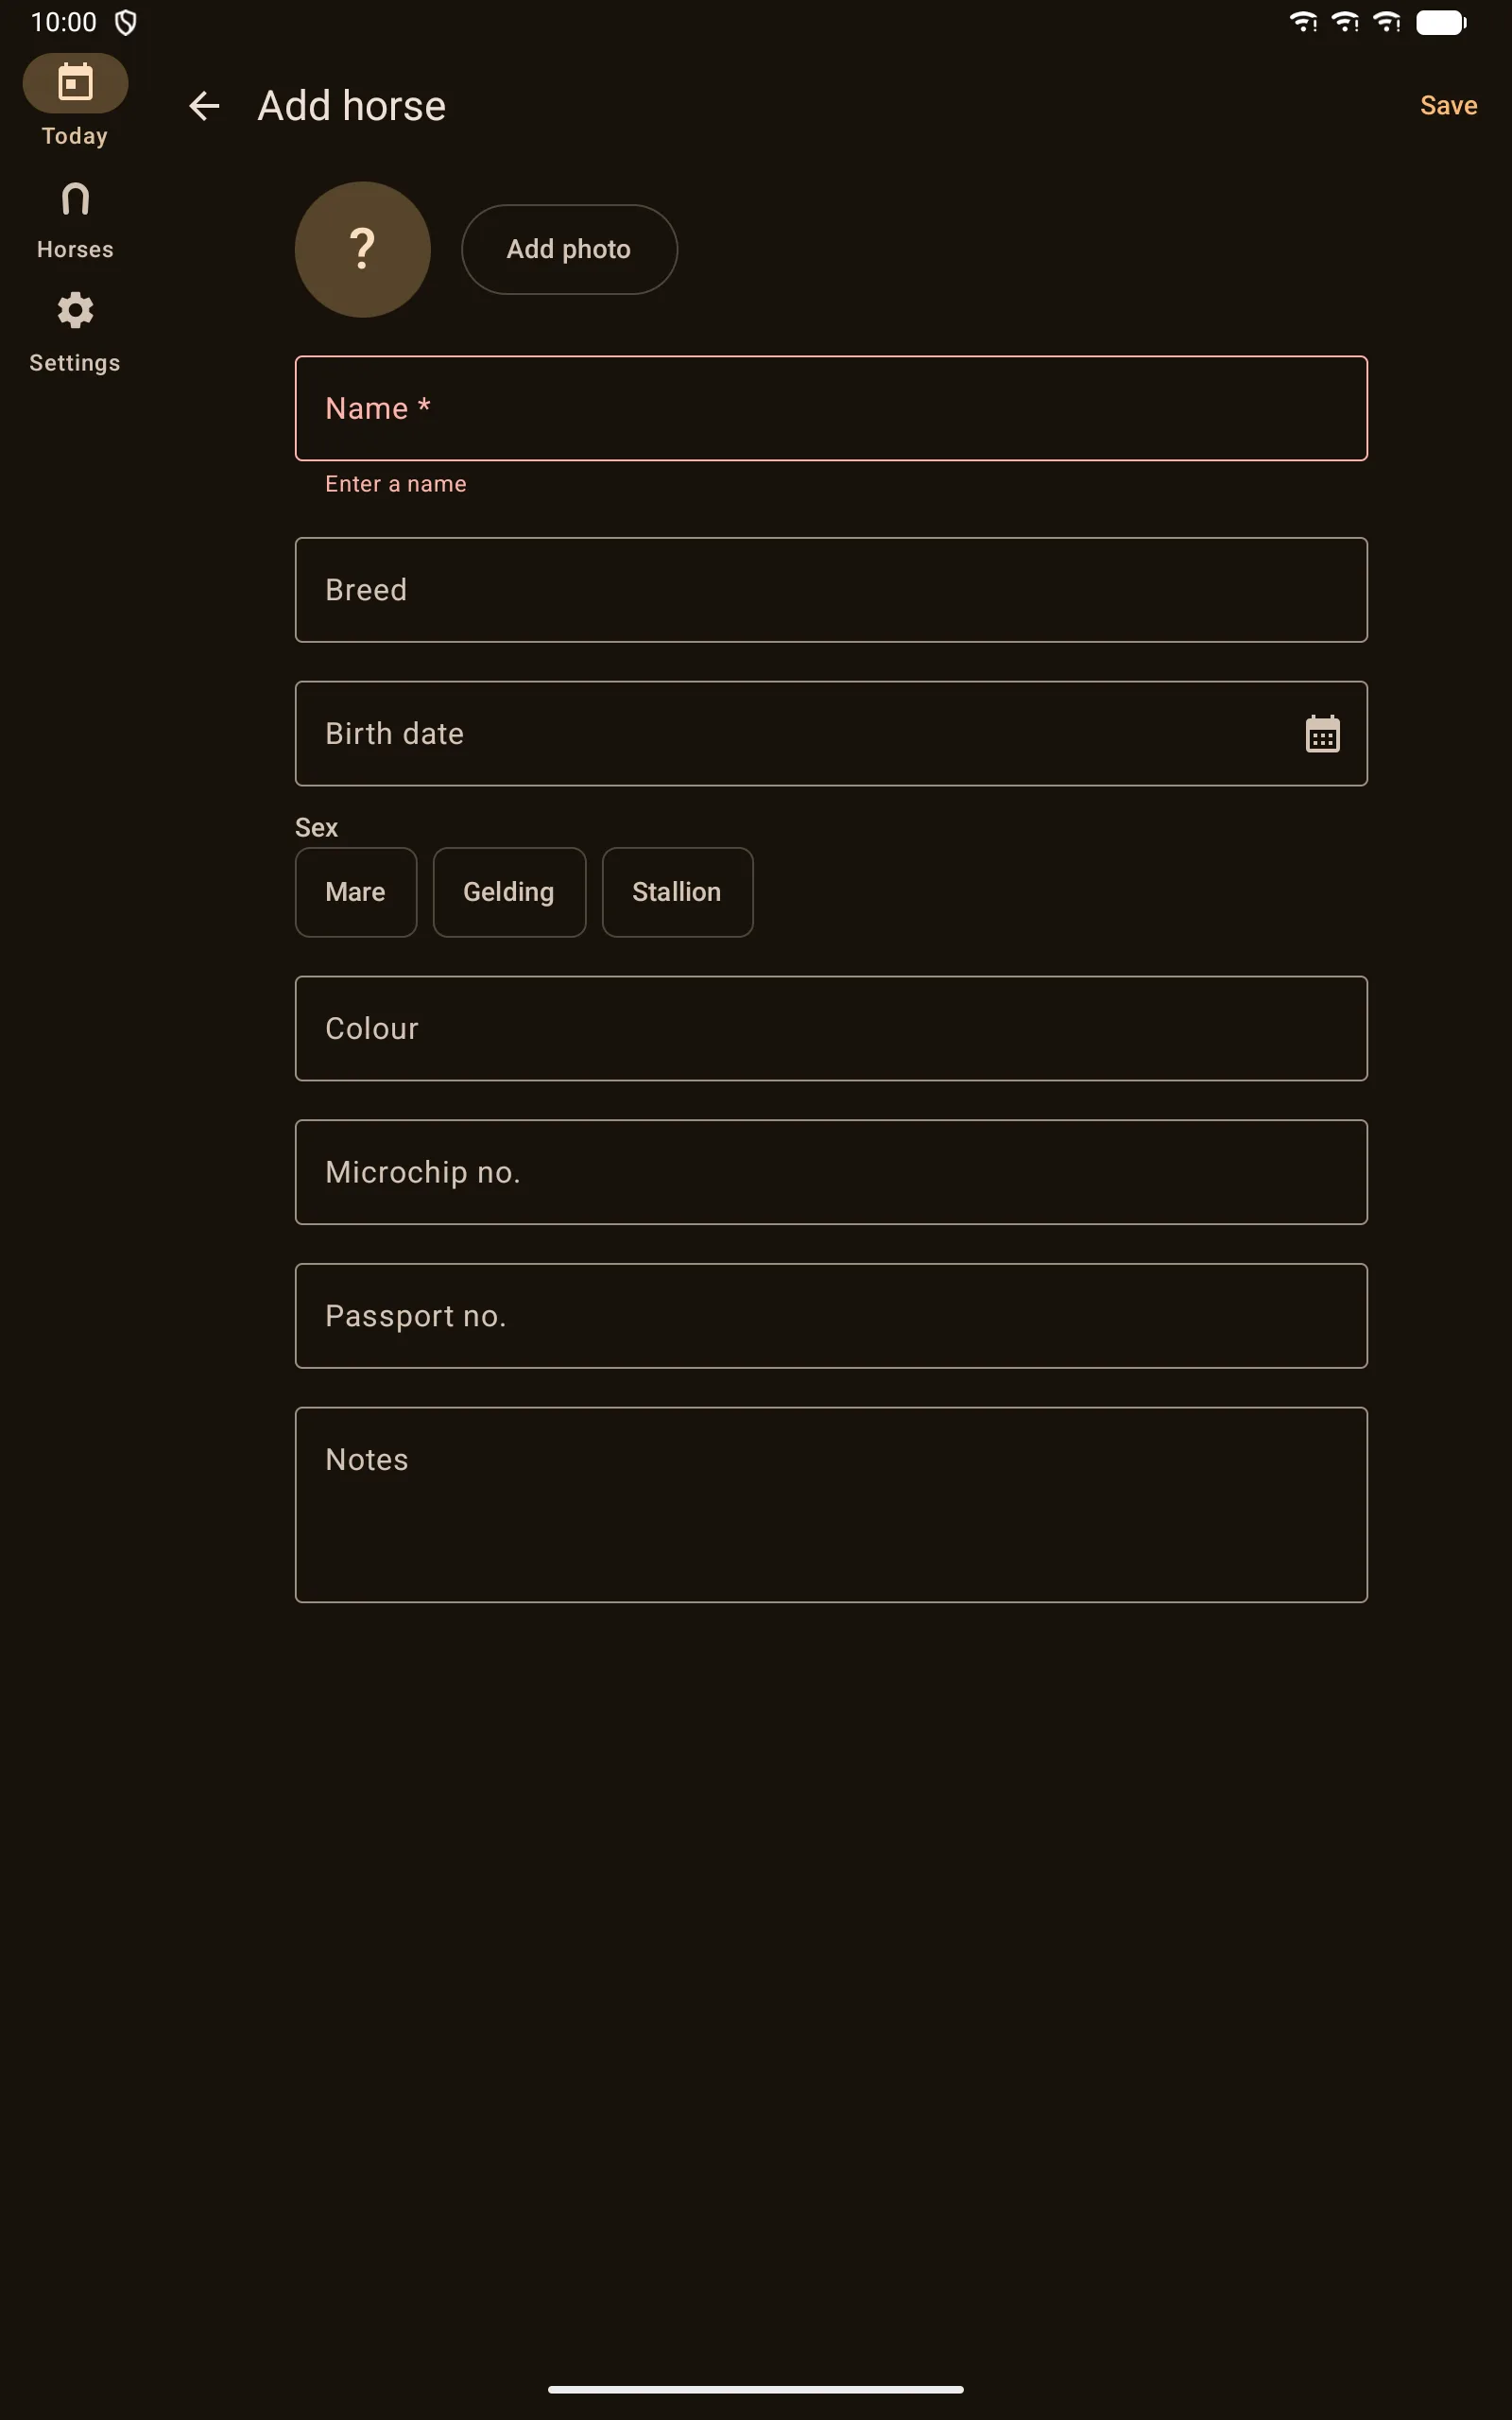 10:00
Today
Horses
Settings
Add horse
Save
?
Add photo
Name *
Enter a name
Breed
Birth date
Sex
Mare
Gelding
Stallion
Colour
Microchip no.
Passport no.
Notes